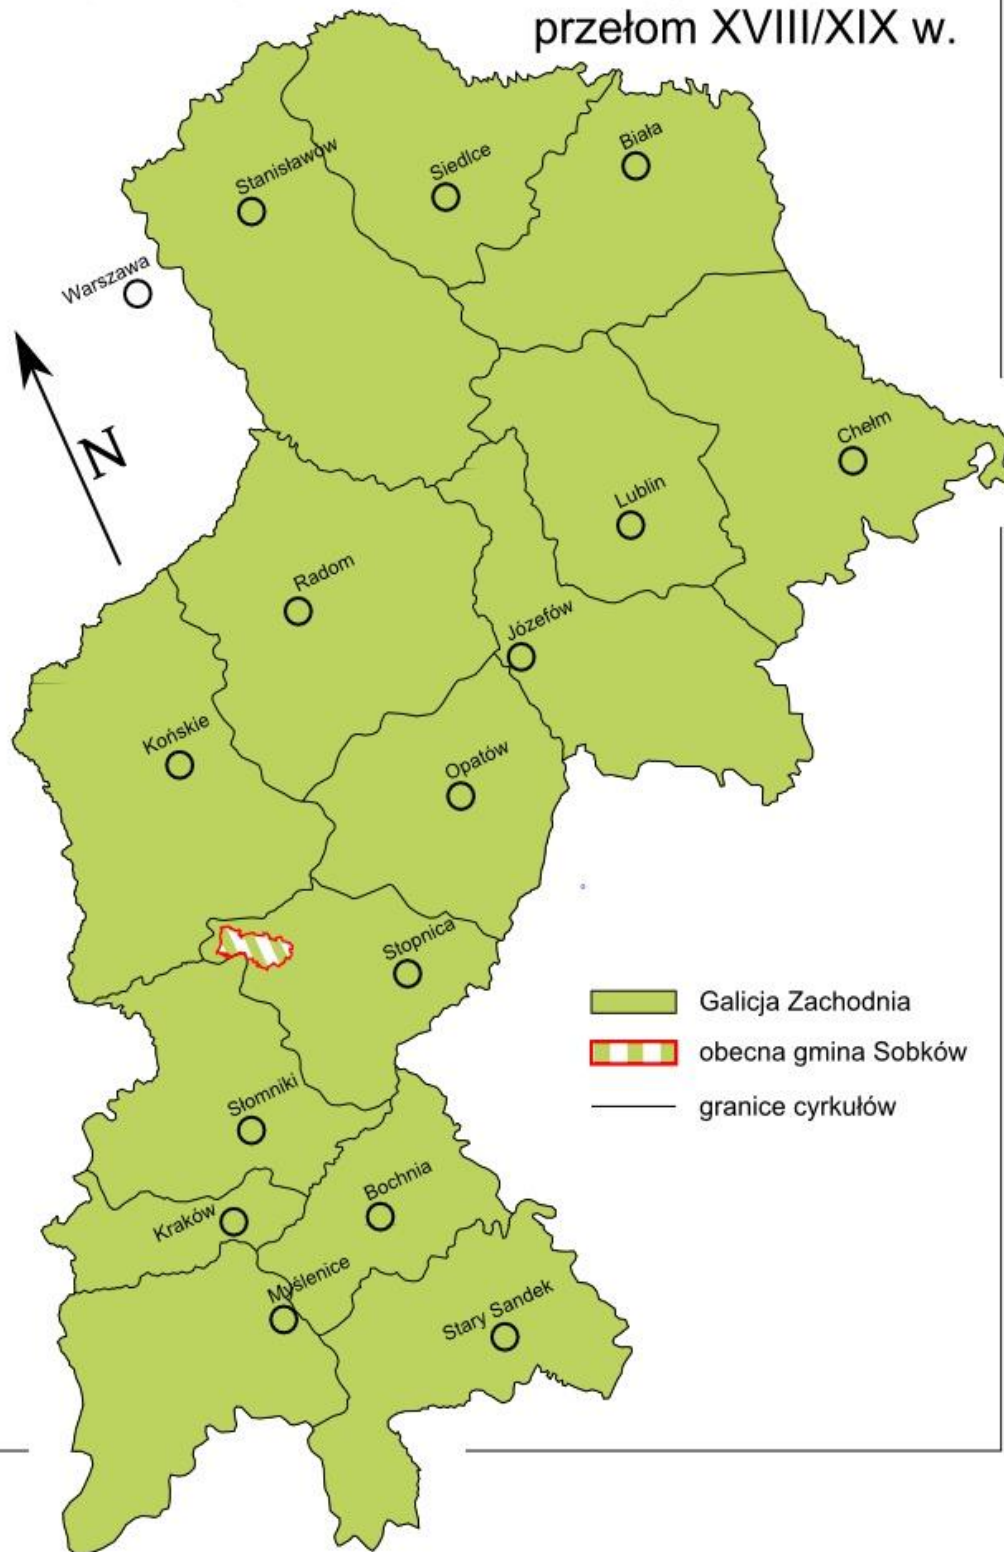 przełom XVIII/XIX w.
Stanisławów
Siedlce
Biała
Warszawa
N
Chełm
Lublin
Radom
Józefów
Końskie
Opatów
Stopnica
Galicja Zachodnia
obecna gmina Sobków
granice cyrkułów
Słomniki
Bochnia
Kraków
Myślenice
Stary Sandek